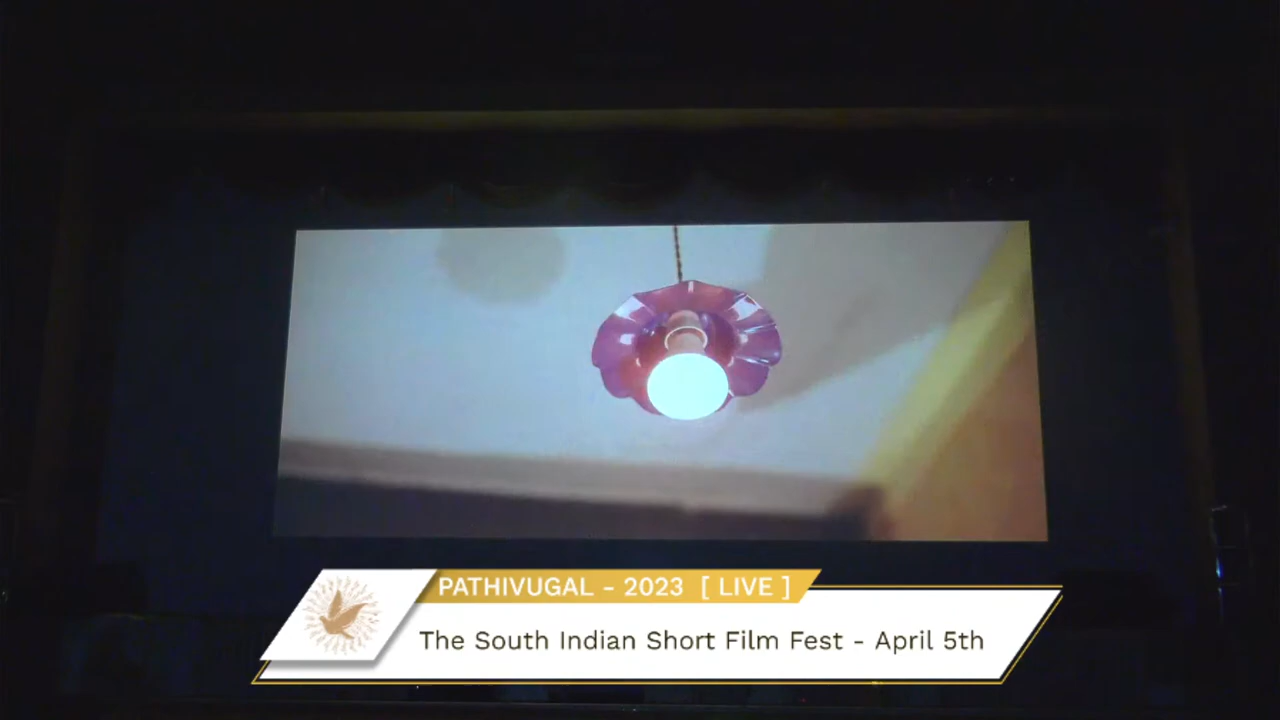 PATHIVUGAL - 2023 [ LIVE ]
The South Indian Short Film Fest - April 5th